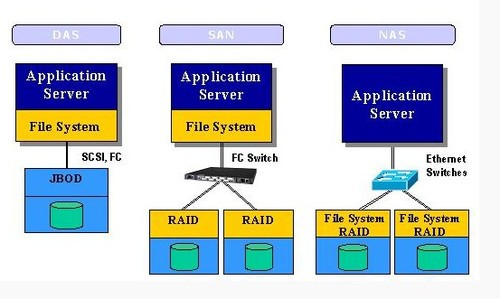 DAS
SAN
NAS
Application
Server
File System
SCSI, FC
JBOD
Application
Server
File System
FC Switch
RAID
RAID
Application
Server
Ethernet
Switches
File System
RAID
File System
RAID